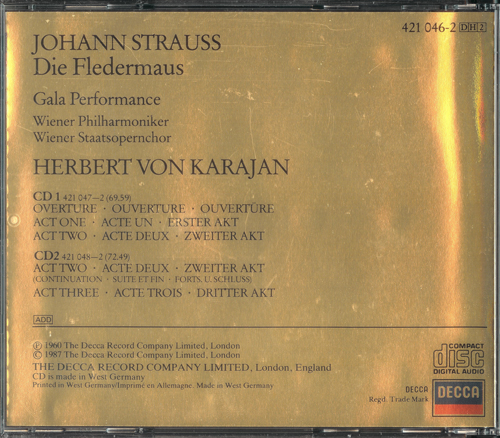 421 046-2 DH2
JOHANN STRAUSS
Die Fledermaus
Gala Performance
Wiener Philharmoniker
Wiener Staatsopernchor
HERBERT VON KARAJAN
CD 1 421 047-2 (69.59)
OVERTURE · OUVERTURE · OUVERTÜRE
ACT ONE · ACTE UN · ERSTER AKT
ACT TWO · ACTE DEUX · ZWEITER AKT
CD2 421 048-2 (72.49)
ACT TWO · ACTE DEUX · ZWEITER AKT
(CONTINUATION · SUITE ET FIN · FORTS. U. SCHLUSS)
ACT THREE · ACTE TROIS · DRITTER AKT
ADD
℗ 1960 The Decca Record Company Limited, London
© 1987 The Decca Record Company Limited, London
THE DECCA RECORD COMPANY LIMITED, London, England
CD is made in West Germany
Printed in West Germany/Imprimé en Allemagne. Made in West Germany
COMPACT
disc
DIGITAL AUDIO
DECCA
Regd. Trade Mark
DECCA